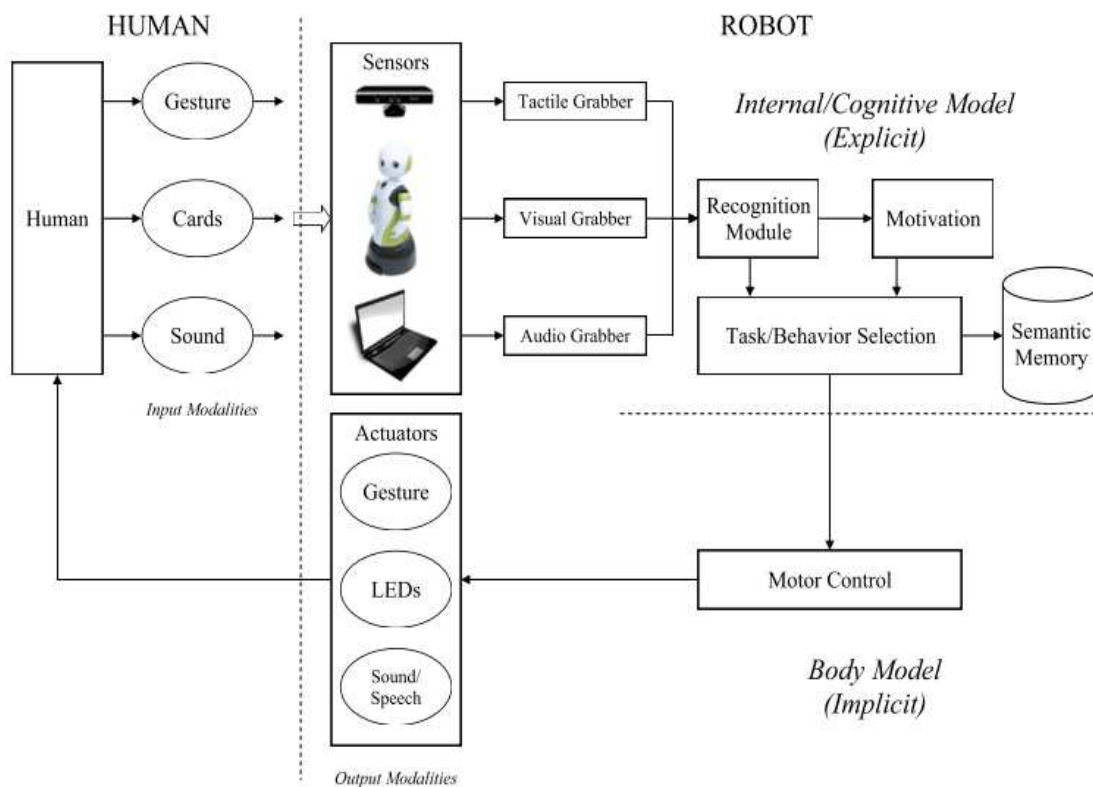 HUMAN
ROBOT
Human
Gesture
Cards
Sound
Input Modalities
Sensors
Tactile Grabber
Visual Grabber
Audio Grabber
Internal/Cognitive Model
(Explicit)
Recognition
Module
Motivation
Task/Behavior Selection
Semantic
Memory
Actuators
Gesture
LEDs
Sound/
Speech
Output Modalities
Motor Control
Body Model
(Implicit)